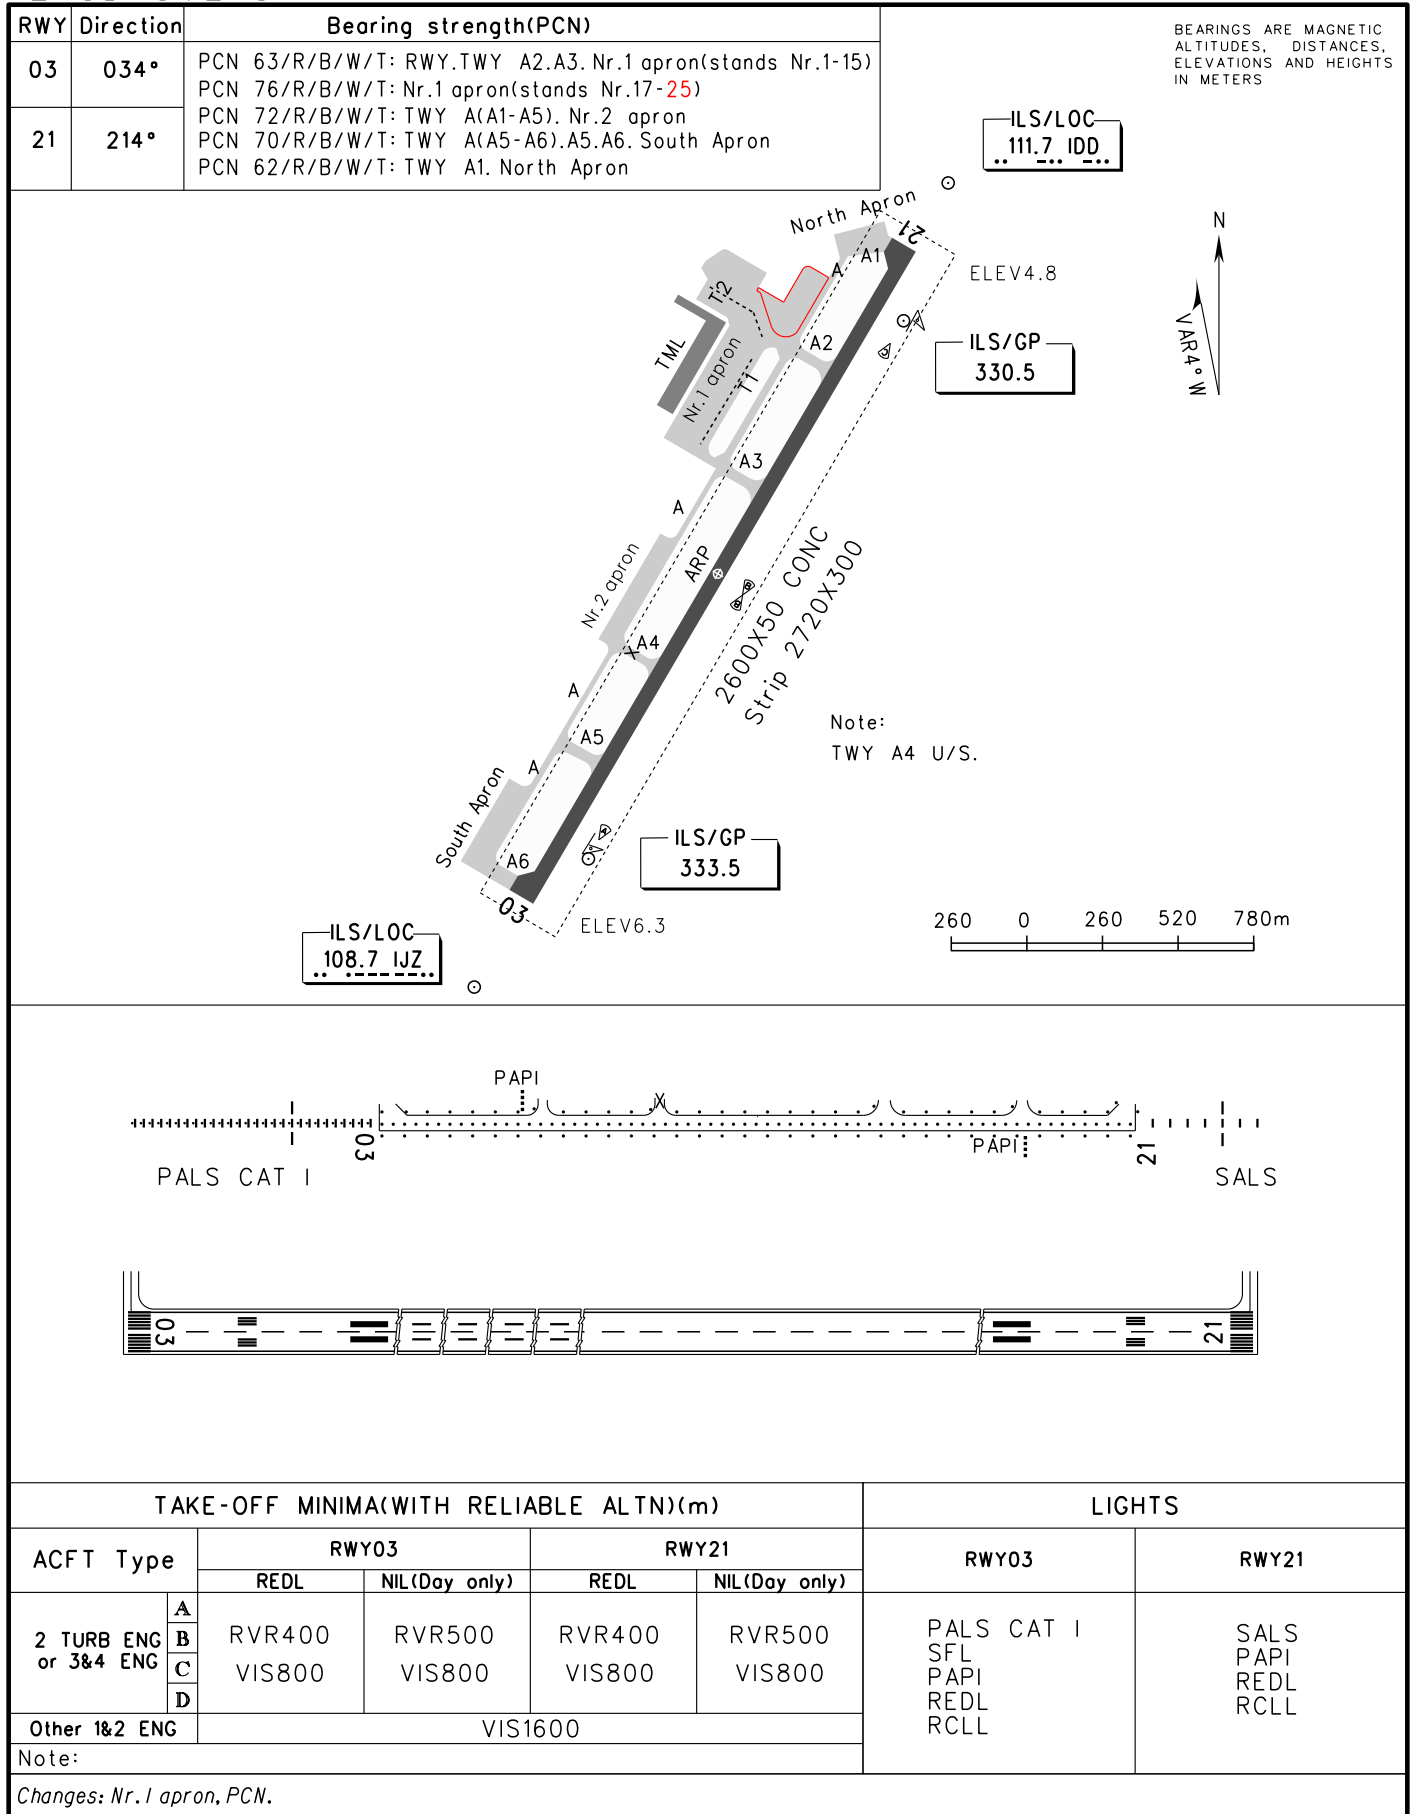 RWY Direction Bearing strength(PCN)
03 034°
21 214°
PCN 63/R/B/W/T: RWY.TWY A2.A3. Nr.1 apron(stands Nr.1-15)
PCN 76/R/B/W/T: Nr.1 apron(stands Nr.17-25)
PCN 72/R/B/W/T: TWY A(A1-A5). Nr.2 apron
PCN 70/R/B/W/T: TWY A(A5-A6).A5.A6. South Apron
PCN 62/R/B/W/T: TWY A1. North Apron
BEARINGS ARE MAGNETIC
ALTITUDES, DISTANCES,
ELEVATIONS AND HEIGHTS
IN METERS
ILS/LOC
111.7 IDD
North Apron
21
N
A1
A
ELEV4.8
T2
VAR4°W
A2
TML
ILS/GP
330.5
Nr.1 apron
T1
A3
A
ARP
2600X50 CONC
Strip 2720X300
Nr.2 apron
A4
X
A
Note:
TWY A4 U/S.
A5
A
South Apron
ILS/GP
333.5
A6
03
ELEV6.3
ILS/LOC
108.7 IJZ
260 0 260 520 780m
PAPI
X
03
PAPI
21
PALS CAT I
SALS
03
21
TAKE-OFF MINIMA(WITH RELIABLE ALTN)(m)
LIGHTS
ACFT Type
RWY03
RWY21
RWY03
RWY21
REDL
NIL(Day only)
REDL
NIL(Day only)
2 TURB ENG
or 3&4 ENG
A
B
C
D
RVR400
VIS800
RVR500
VIS800
RVR400
VIS800
RVR500
VIS800
PALS CAT I
SFL
PAPI
REDL
RCLL
SALS
PAPI
REDL
RCLL
Other 1&2 ENG
VIS1600
Note:
Changes: Nr.1 apron, PCN.